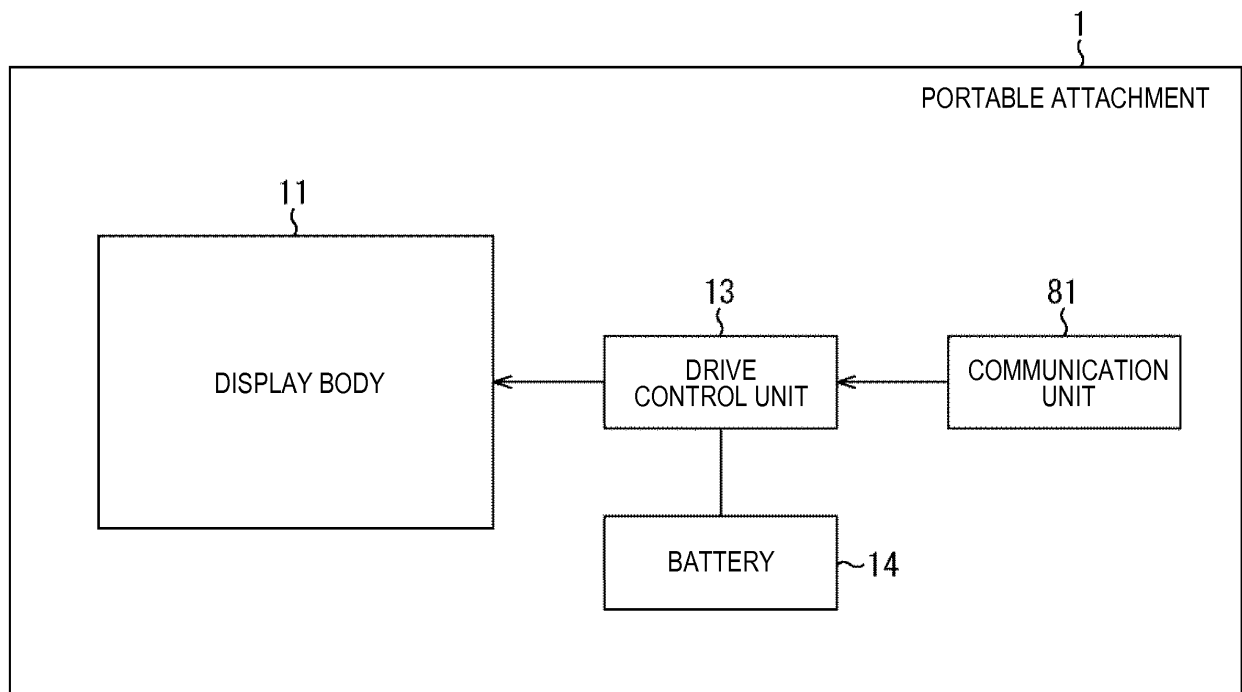 1
PORTABLE ATTACHMENT
11
DISPLAY BODY
13
DRIVE
CONTROL UNIT
81
COMMUNICATION
UNIT
BATTERY
14